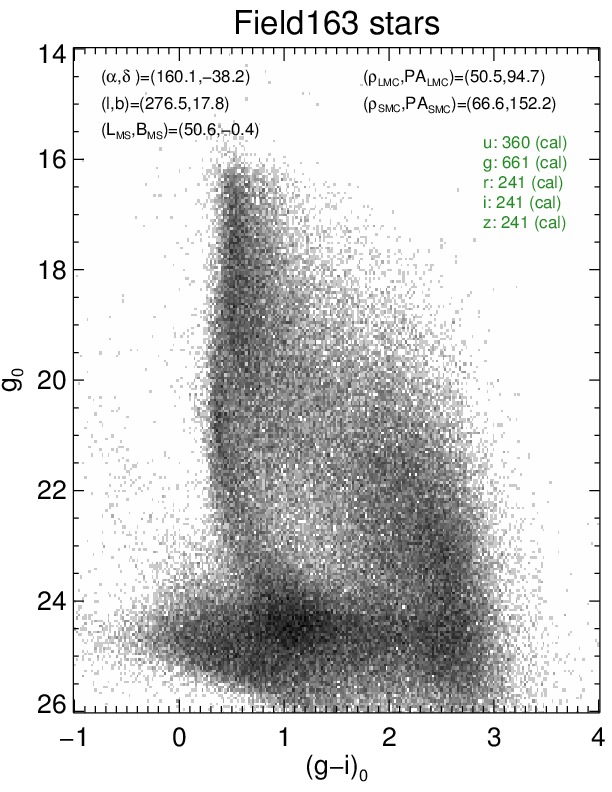 Field163 stars
(α,δ )=(160.1,−38.2)
(l,b)=(276.5,17.8)
(LMS,BMS)=(50.6,−0.4)
(ρLMC,PALMC)=(50.5,94.7)
(ρSMC,PASMC)=(66.6,152.2)
u: 360 (cal)
g: 661 (cal)
r: 241 (cal)
i: 241 (cal)
z: 241 (cal)
14
16
18
20
22
24
26
g0
−1 0 1 2 3 4
(g−i)0